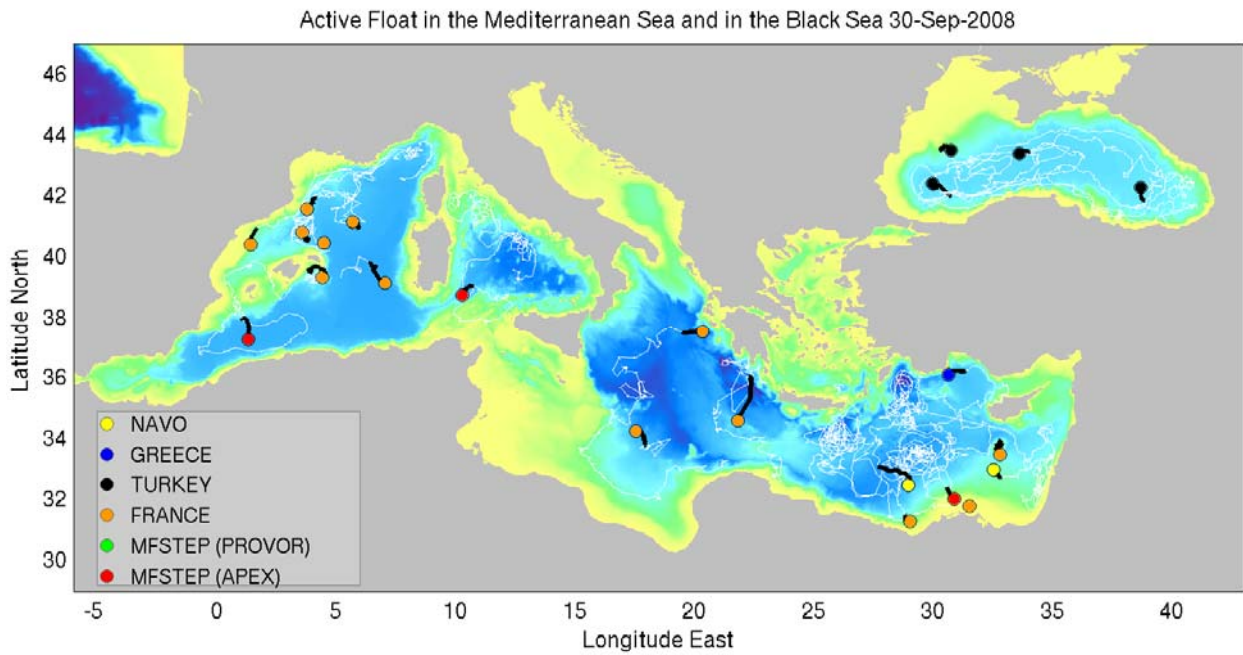 Active Float in the Mediterranean Sea and in the Black Sea 30-Sep-2008
Latitude North
46
44
42
40
38
36
34
32
30
NAVO
GREECE
TURKEY
FRANCE
MFSTEP (PROVOR)
MFSTEP (APEX)
-5 0 5 10 15 20 25 30 35 40
Longitude East